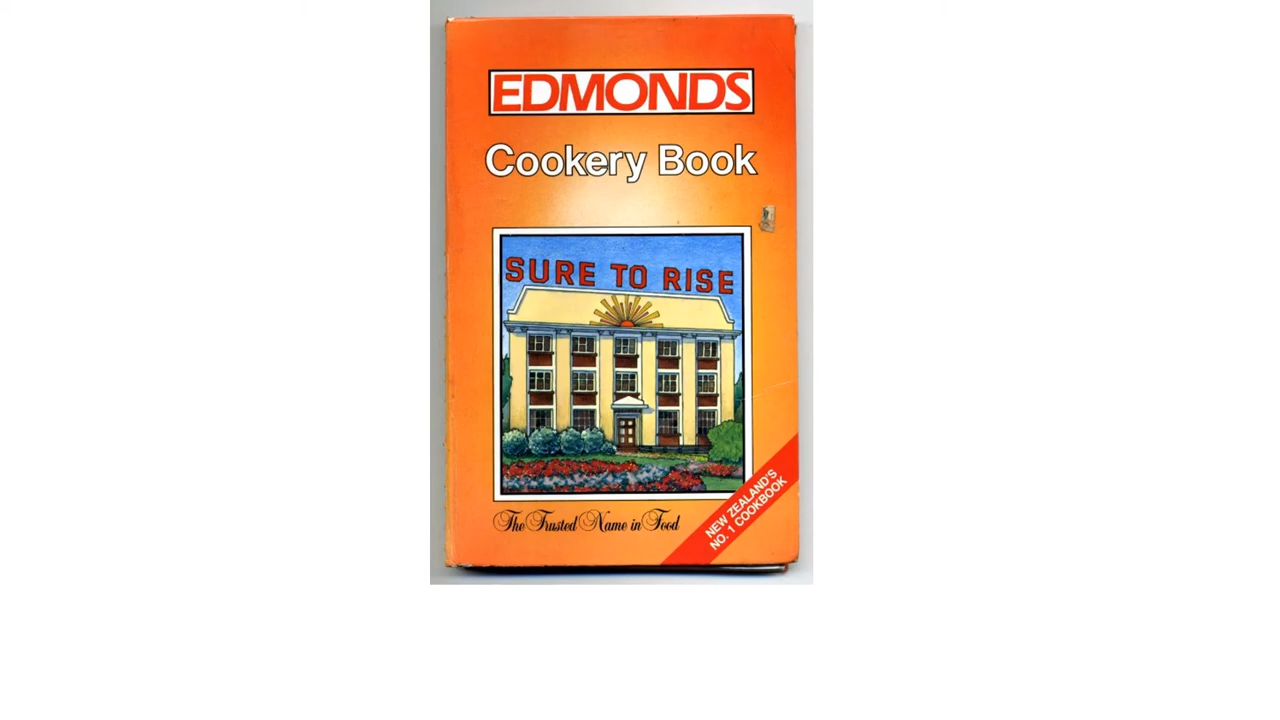 EDMONDS
Cookery Book
SURE TO RISE
The Trusted Name in Food
NEW ZEALAND'S
NO. 1 COOKBOOK